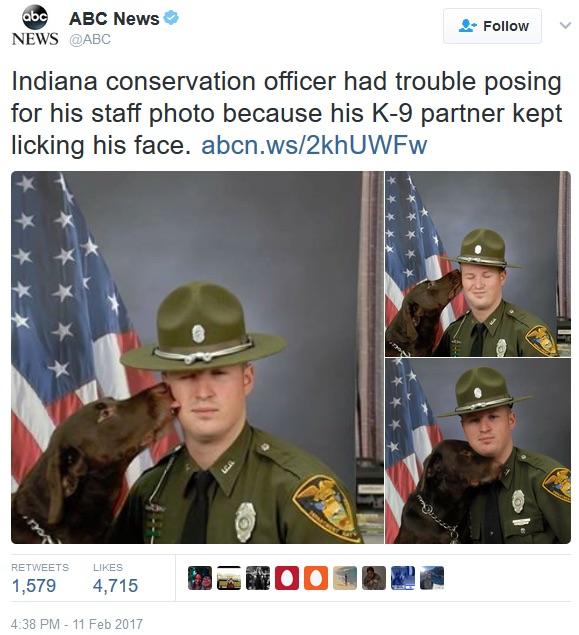 abc
NEWS
ABC News
@ABC
Follow
Indiana conservation officer had trouble posing
for his staff photo because his K-9 partner kept
licking his face. abcn.ws/2khUWFw
RETWEETS LIKES
1,579 4,715
4:38 PM - 11 Feb 2017